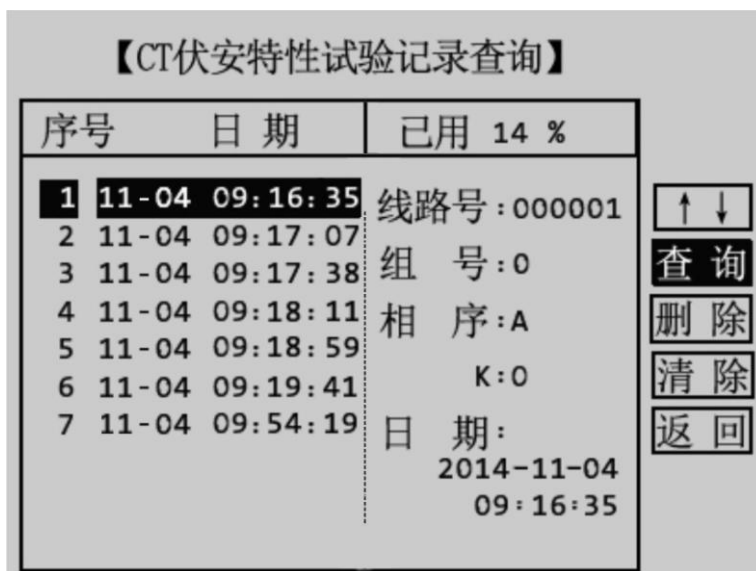 【CT伏安特性试验记录查询】
序号 日 期 已用 14 %
1 11-04 09:16:35
2 11-04 09:17:07
3 11-04 09:17:38
4 11-04 09:18:11
5 11-04 09:18:59
6 11-04 09:19:41
7 11-04 09:54:19
线路号:000001
组 号:0
相 序:A
K:0
日 期:
2014-11-04
09:16:35
↑ ↓
查 询
删 除
清 除
返 回